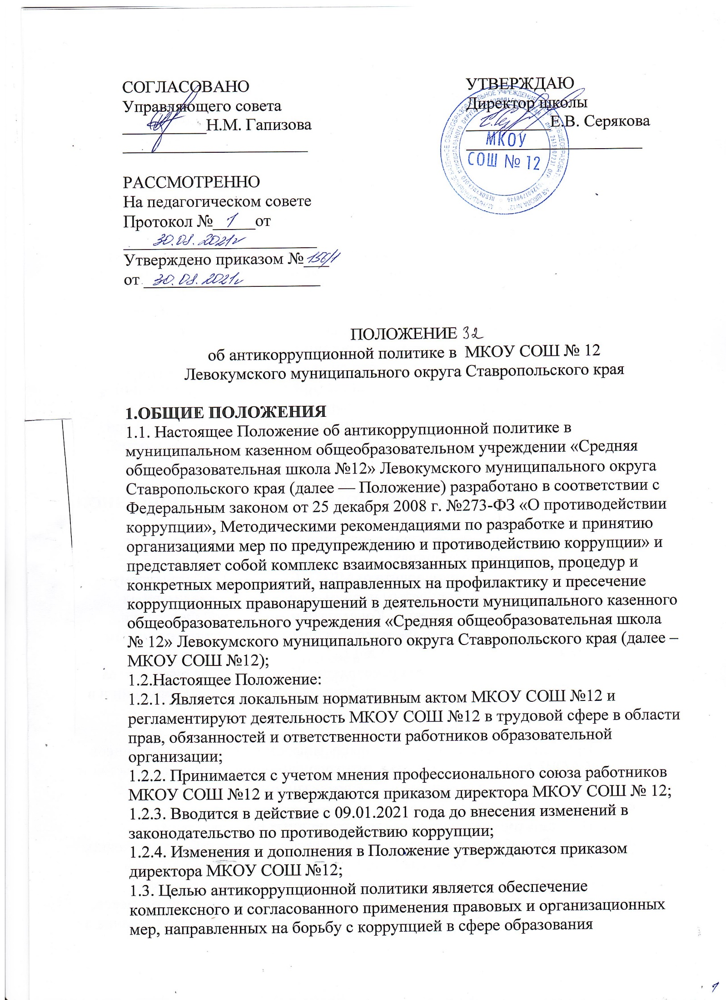 СОГЛАСОВАНО
Управляющего совета
Н.М. Гапизова
УТВЕРЖДАЮ
Директор школы
Е.В. Серякова
МКОУ
СОШ № 12
РАССМОТРЕННО
На педагогическом совете
Протокол № 1 от
30.08.2021г
Утверждено приказом № 156/1
от 30.08.2021г
ПОЛОЖЕНИЕ 32
об антикоррупционной политике в МКОУ СОШ № 12
Левокумского муниципального округа Ставропольского края
1.ОБЩИЕ ПОЛОЖЕНИЯ
1.1. Настоящее Положение об антикоррупционной политике в
муниципальном казенном общеобразовательном учреждении «Средняя
общеобразовательная школа №12» Левокумского муниципального округа
Ставропольского края (далее — Положение) разработано в соответствии с
Федеральным законом от 25 декабря 2008 г. №273-ФЗ «О противодействии
коррупции», Методическими рекомендациями по разработке и принятию
организациями мер по предупреждению и противодействию коррупции» и
представляет собой комплекс взаимосвязанных принципов, процедур и
конкретных мероприятий, направленных на профилактику и пресечение
коррупционных правонарушений в деятельности муниципального казенного
общеобразовательного учреждения «Средняя общеобразовательная школа
№ 12» Левокумского муниципального округа Ставропольского края (далее –
МКОУ СОШ №12);
1.2.Настоящее Положение:
1.2.1. Является локальным нормативным актом МКОУ СОШ №12 и
регламентируют деятельность МКОУ СОШ №12 в трудовой сфере в области
прав, обязанностей и ответственности работников образовательной
организации;
1.2.2. Принимается с учетом мнения профессионального союза работников
МКОУ СОШ №12 и утверждаются приказом директора МКОУ СОШ № 12;
1.2.3. Вводится в действие с 09.01.2021 года до внесения изменений в
законодательство по противодействию коррупции;
1.2.4. Изменения и дополнения в Положение утверждаются приказом
директора МКОУ СОШ №12;
1.3. Целью антикоррупционной политики является обеспечение
комплексного и согласованного применения правовых и организационных
мер, направленных на борьбу с коррупцией в сфере образования
1